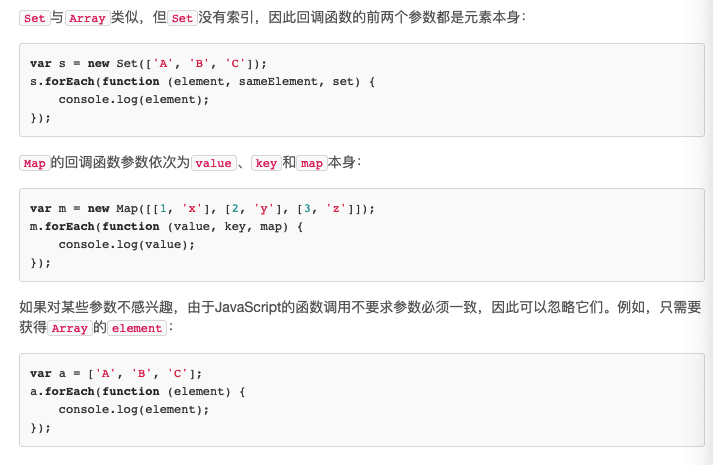 Set与Array类似，但Set没有索引，因此回调函数的前两个参数都是元素本身：
var s = new Set(['A', 'B', 'C']);
s.forEach(function (element, sameElement, set) {
    console.log(element);
});
Map的回调函数参数依次为value、key和map本身：
var m = new Map([[1, 'x'], [2, 'y'], [3, 'z']]);
m.forEach(function (value, key, map) {
    console.log(value);
});
如果对某些参数不感兴趣，由于JavaScript的函数调用不要求参数必须一致，因此可以忽略它们。例如，只需要
获得Array的element：
var a = ['A', 'B', 'C'];
a.forEach(function (element) {
    console.log(element);
});